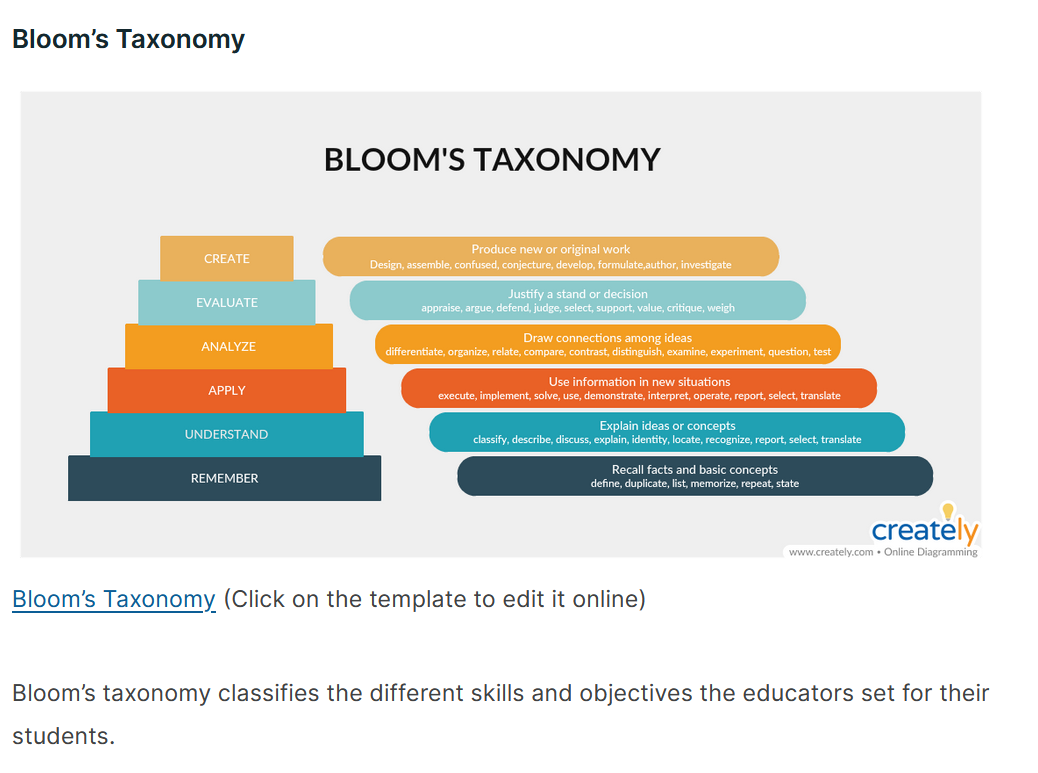 Bloom’s Taxonomy
BLOOM'S TAXONOMY
CREATE
Produce new or original work
Design, assemble, confused, conjecture, develop, formulate,author, investigate
EVALUATE
Justify a stand or decision
appraise, argue, defend, judge, select, support, value, critique, weigh
ANALYZE
Draw connections among ideas
differentiate, organize, relate, compare, contrast, distinguish, examine, experiment, question, test
APPLY
Use information in new situations
execute, implement, solve, use, demonstrate, interpret, operate, report, select, translate
UNDERSTAND
Explain ideas or concepts
classify, describe, discuss, explain, identity, locate, recognize, report, select, translate
REMEMBER
Recall facts and basic concepts
define, duplicate, list, memorize, repeat, state
creately
www.creately.com • Online Diagramming
Bloom’s Taxonomy (Click on the template to edit it online)
Bloom’s taxonomy classifies the different skills and objectives the educators set for their
students.